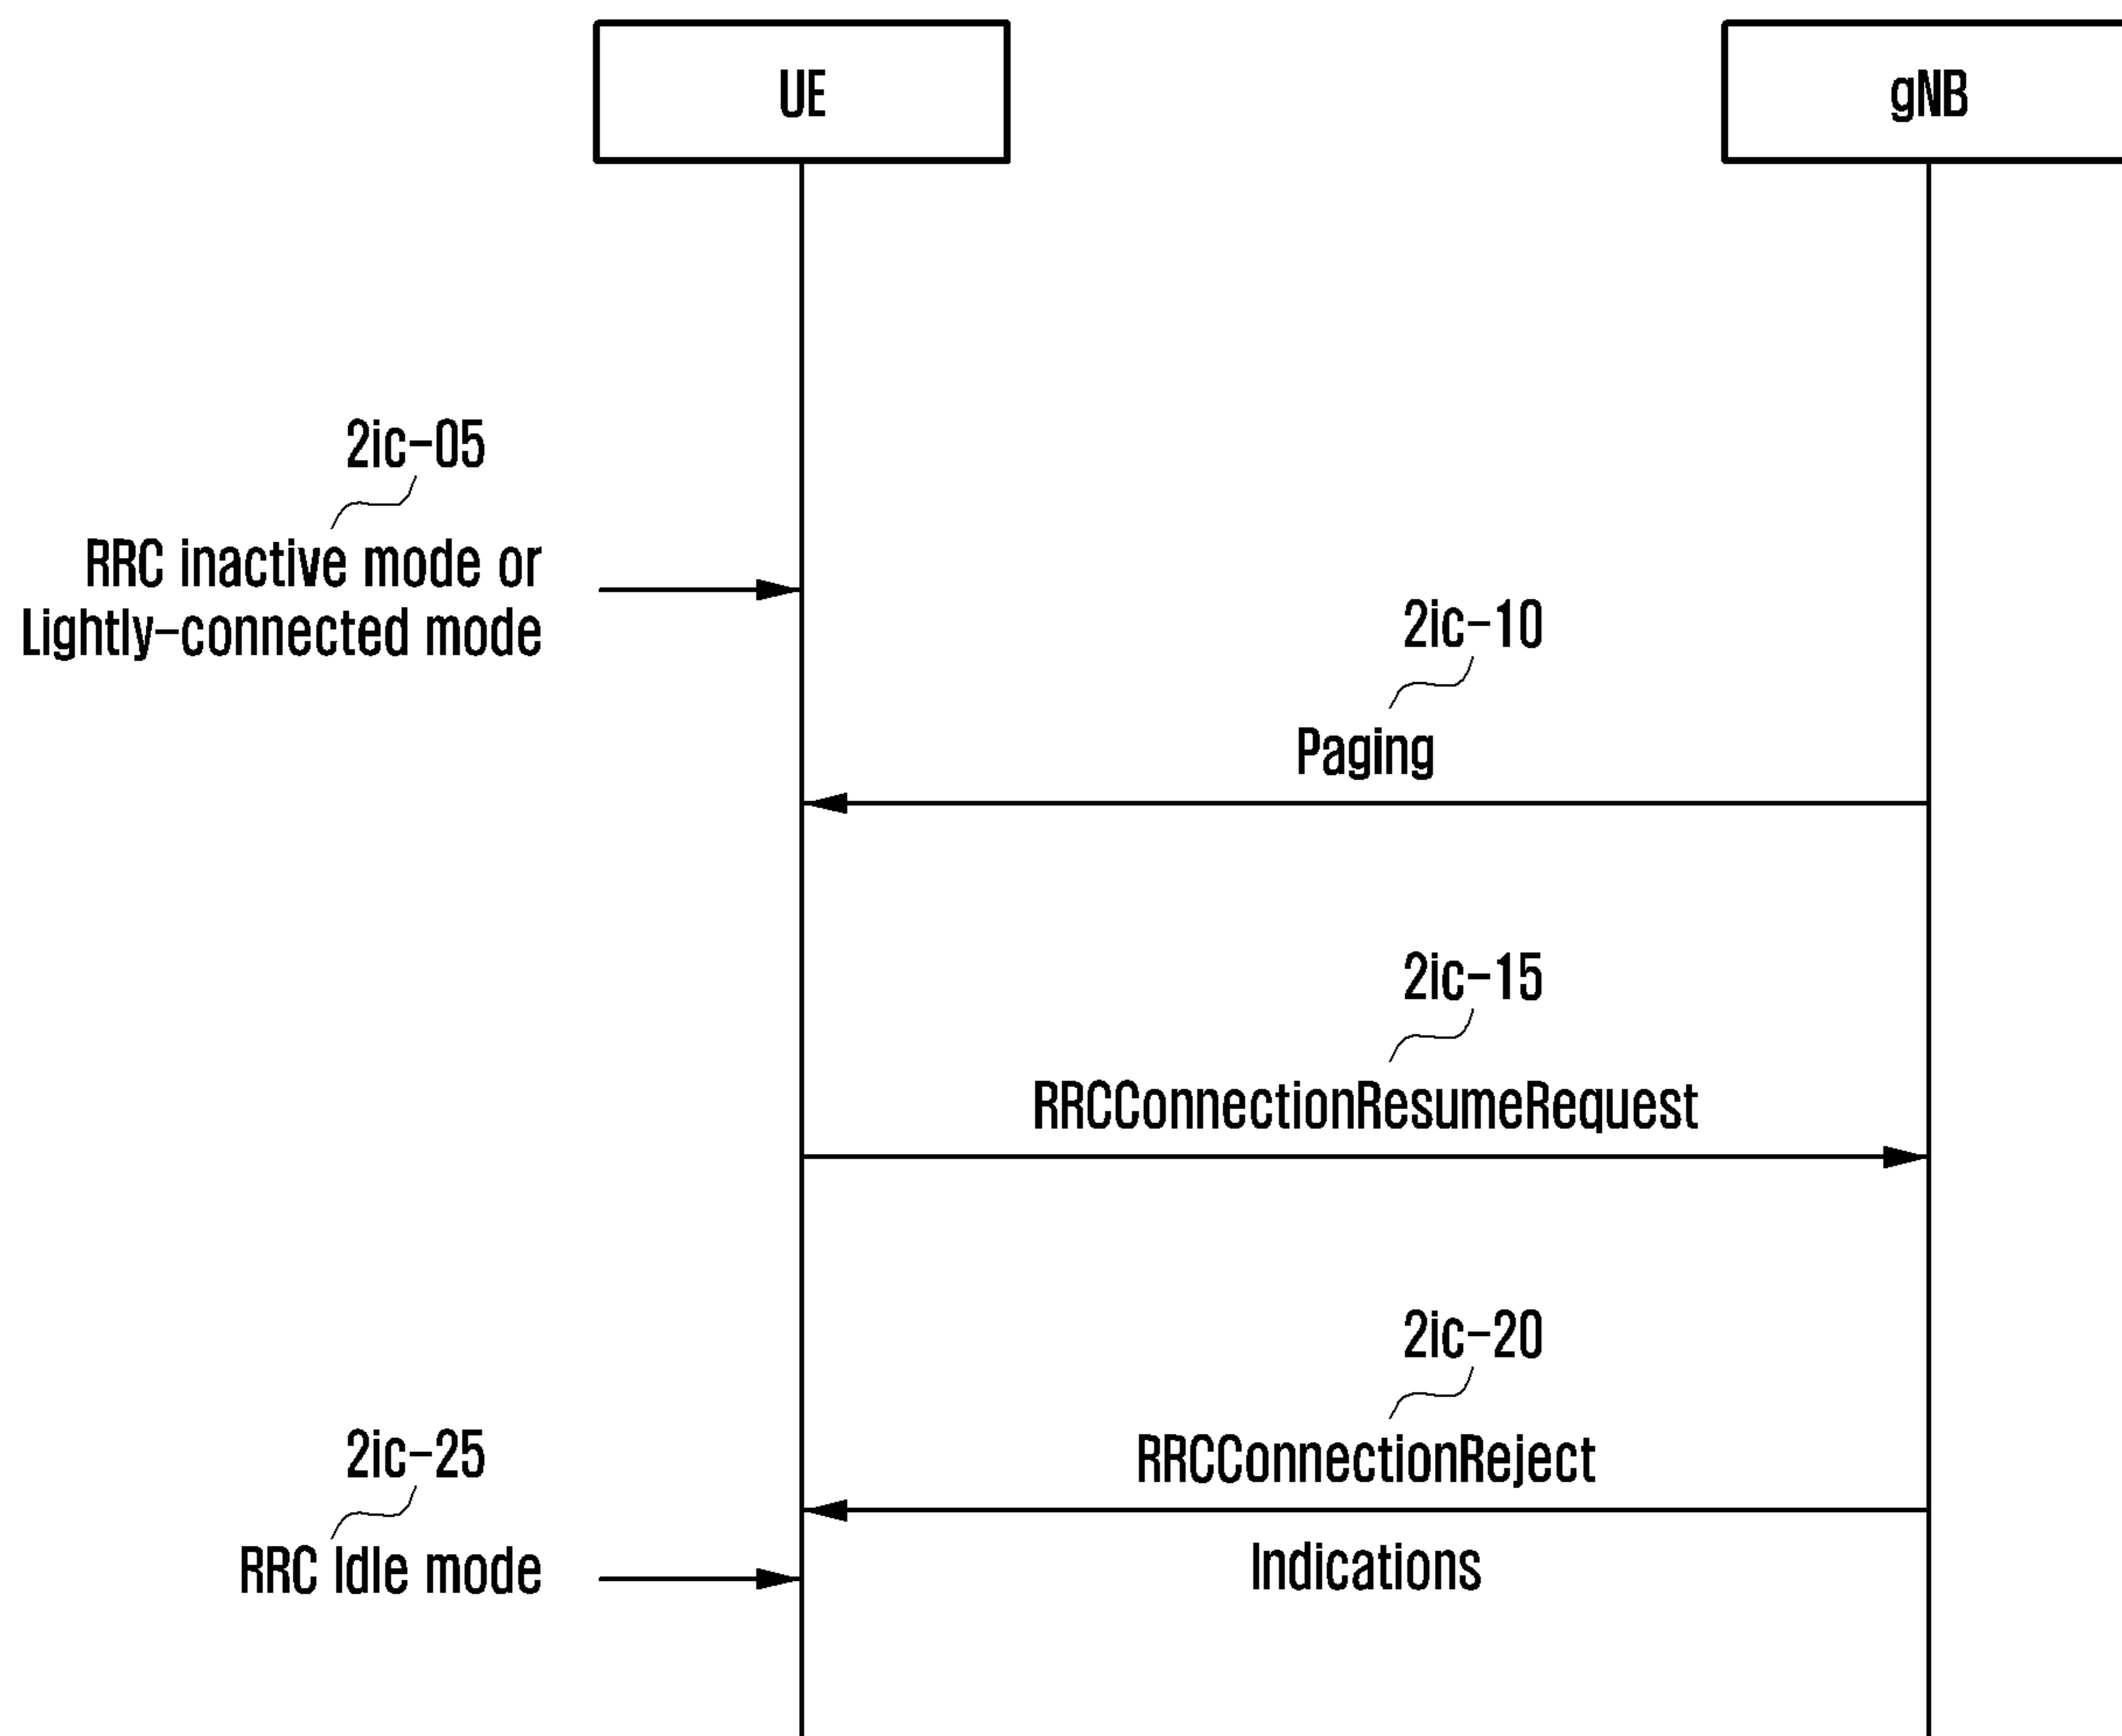 UE
gNB
2ic-05
RRC inactive mode or
Lightly-connected mode
2ic-10
Paging
2ic-15
RRCConnectionResumeRequest
2ic-20
RRCConnectionReject
2ic-25
RRC Idle mode
Indications